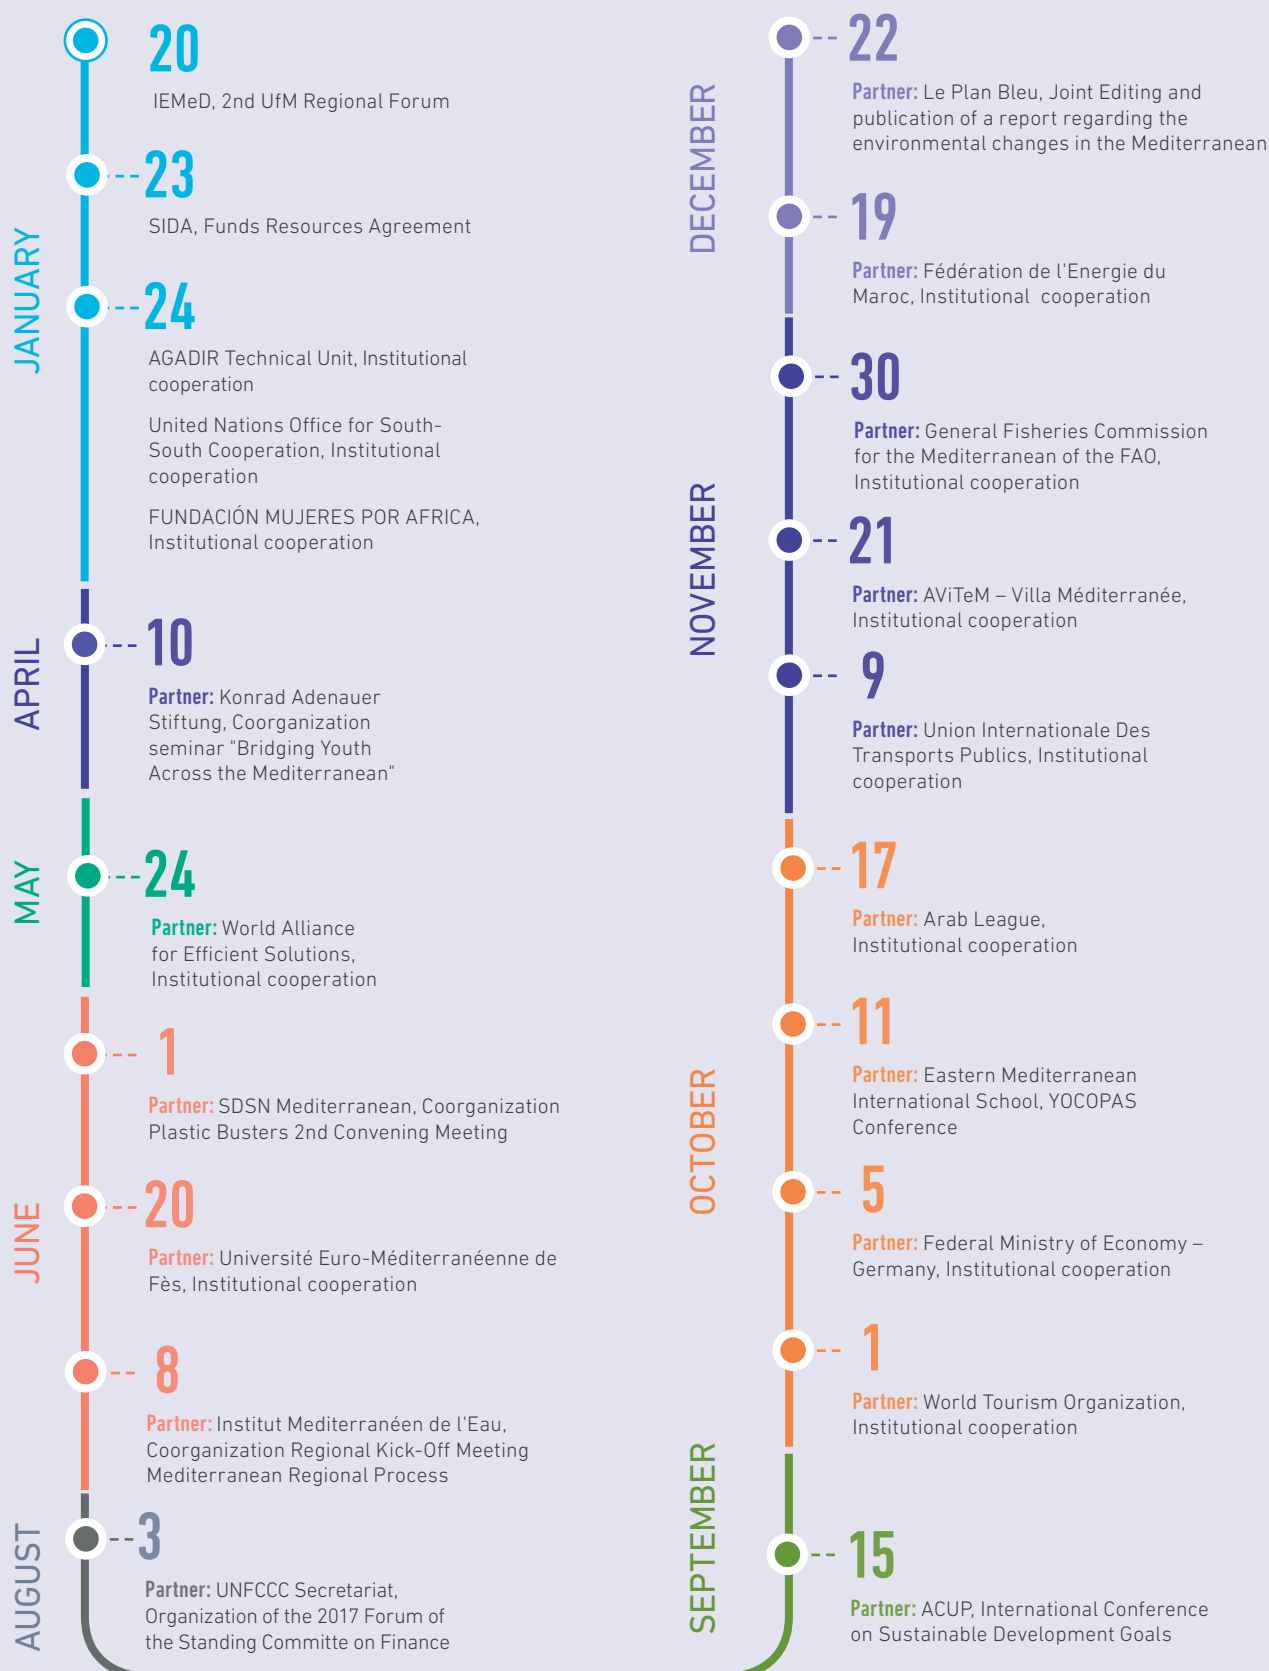 JANUARY
20
IEMeD, 2nd UfM Regional Forum
23
SIDA, Funds Resources Agreement
24
AGADIR Technical Unit, Institutional
cooperation
United Nations Office for South-
South Cooperation, Institutional
cooperation
FUNDACIÓN MUJERES POR AFRICA,
Institutional cooperation
APRIL
10
Partner: Konrad Adenauer
Stiftung, Coorganization
seminar "Bridging Youth
Across the Mediterranean"
MAY
24
Partner: World Alliance
for Efficient Solutions,
Institutional cooperation
JUNE
1
Partner: SDSN Mediterranean, Coorganization
Plastic Busters 2nd Convening Meeting
20
Partner: Université Euro-Méditerranéenne de
Fès, Institutional cooperation
8
Partner: Institut Mediterranéen de l'Eau,
Coorganization Regional Kick-Off Meeting
Mediterranean Regional Process
AUGUST
3
Partner: UNFCCC Secretariat,
Organization of the 2017 Forum of
the Standing Committe on Finance
DECEMBER
22
Partner: Le Plan Bleu, Joint Editing and
publication of a report regarding the
environmental changes in the Mediterranean
19
Partner: Fédération de l'Energie du
Maroc, Institutional cooperation
NOVEMBER
30
Partner: General Fisheries Commission
for the Mediterranean of the FAO,
Institutional cooperation
21
Partner: AViTeM – Villa Méditerranée,
Institutional cooperation
9
Partner: Union Internationale Des
Transports Publics, Institutional
cooperation
OCTOBER
17
Partner: Arab League,
Institutional cooperation
11
Partner: Eastern Mediterranean
International School, YOCOPAS
Conference
5
Partner: Federal Ministry of Economy –
Germany, Institutional cooperation
1
Partner: World Tourism Organization,
Institutional cooperation
SEPTEMBER
15
Partner: ACUP, International Conference
on Sustainable Development Goals